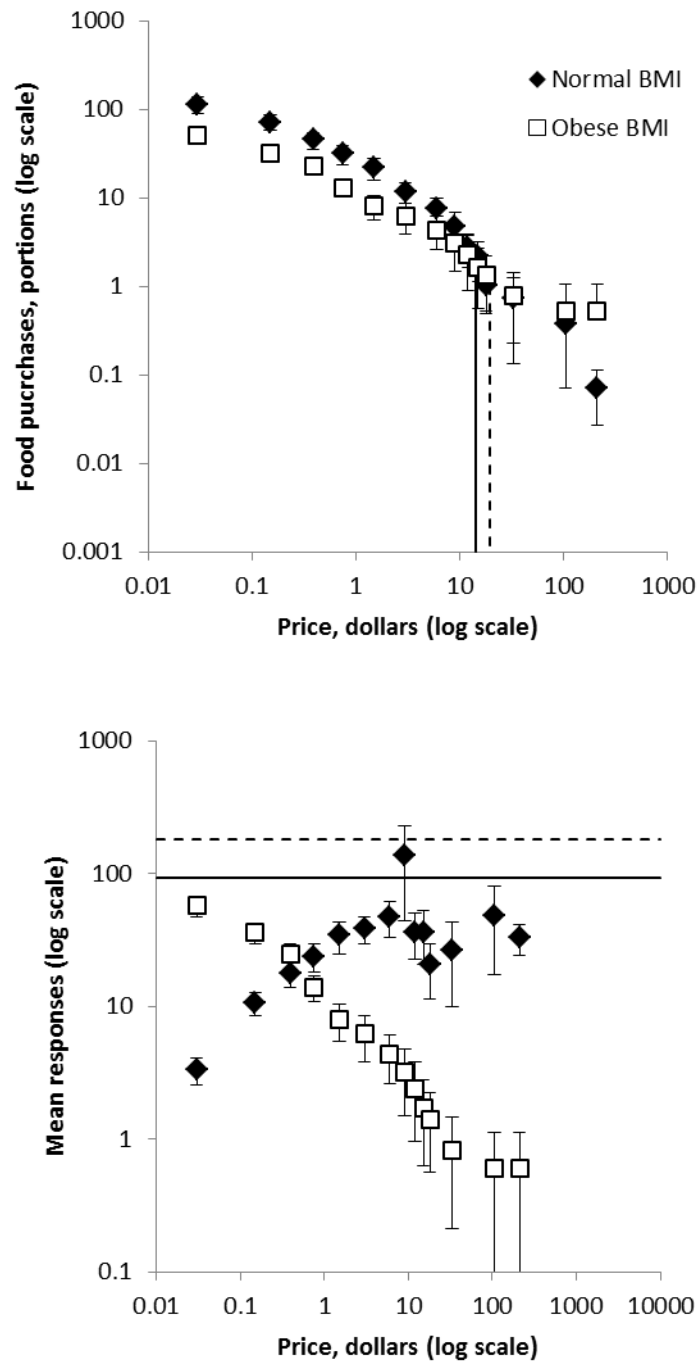 1000
100
10
1
0.1
0.01
0.001
Food pucrchases, portions (log scale)
Normal BMI
Obese BMI
0.01 0.1 1 10 100 1000
Price, dollars (log scale)
1000
100
10
1
0.1
Mean responses (log scale)
0.01 0.1 1 10 100 1000 10000
Price, dollars (log scale)